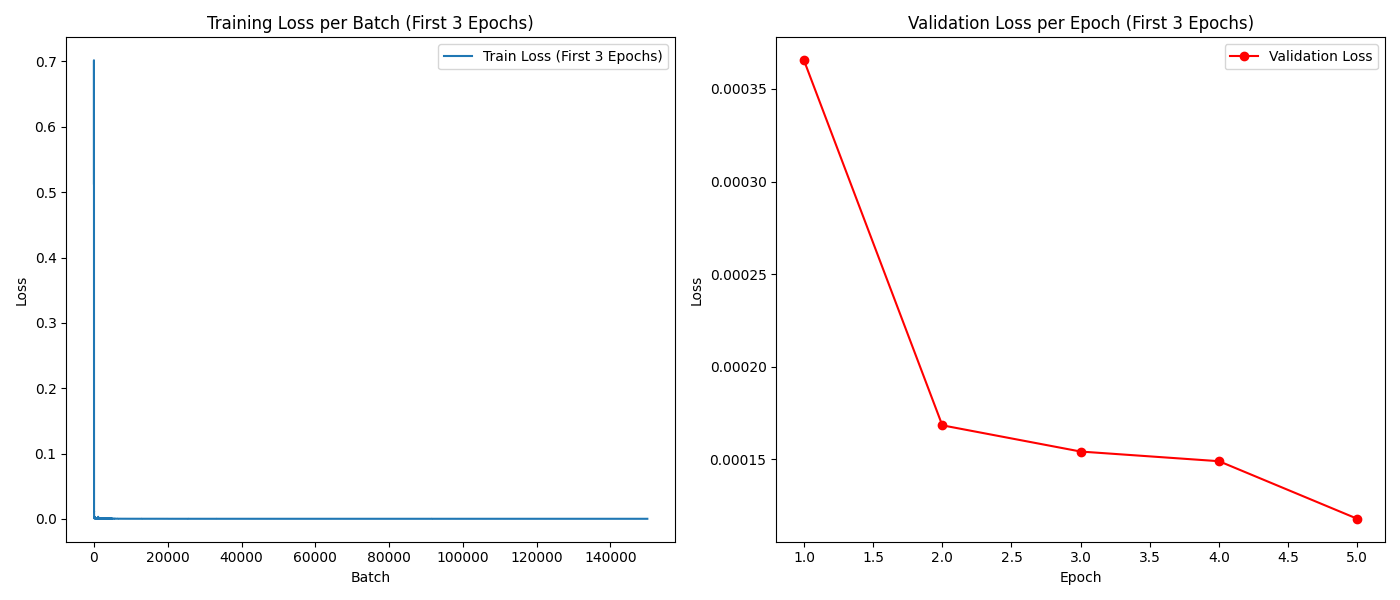 Training Loss per Batch (First 3 Epochs)
Train Loss (First 3 Epochs)
0.7
0.6
0.5
0.4
0.3
0.2
0.1
0.0
Loss
0 20000 40000 60000 80000 100000 120000 140000
Batch
Validation Loss per Epoch (First 3 Epochs)
Validation Loss
0.00035
0.00030
0.00025
0.00020
0.00015
Loss
1.0 1.5 2.0 2.5 3.0 3.5 4.0 4.5 5.0
Epoch